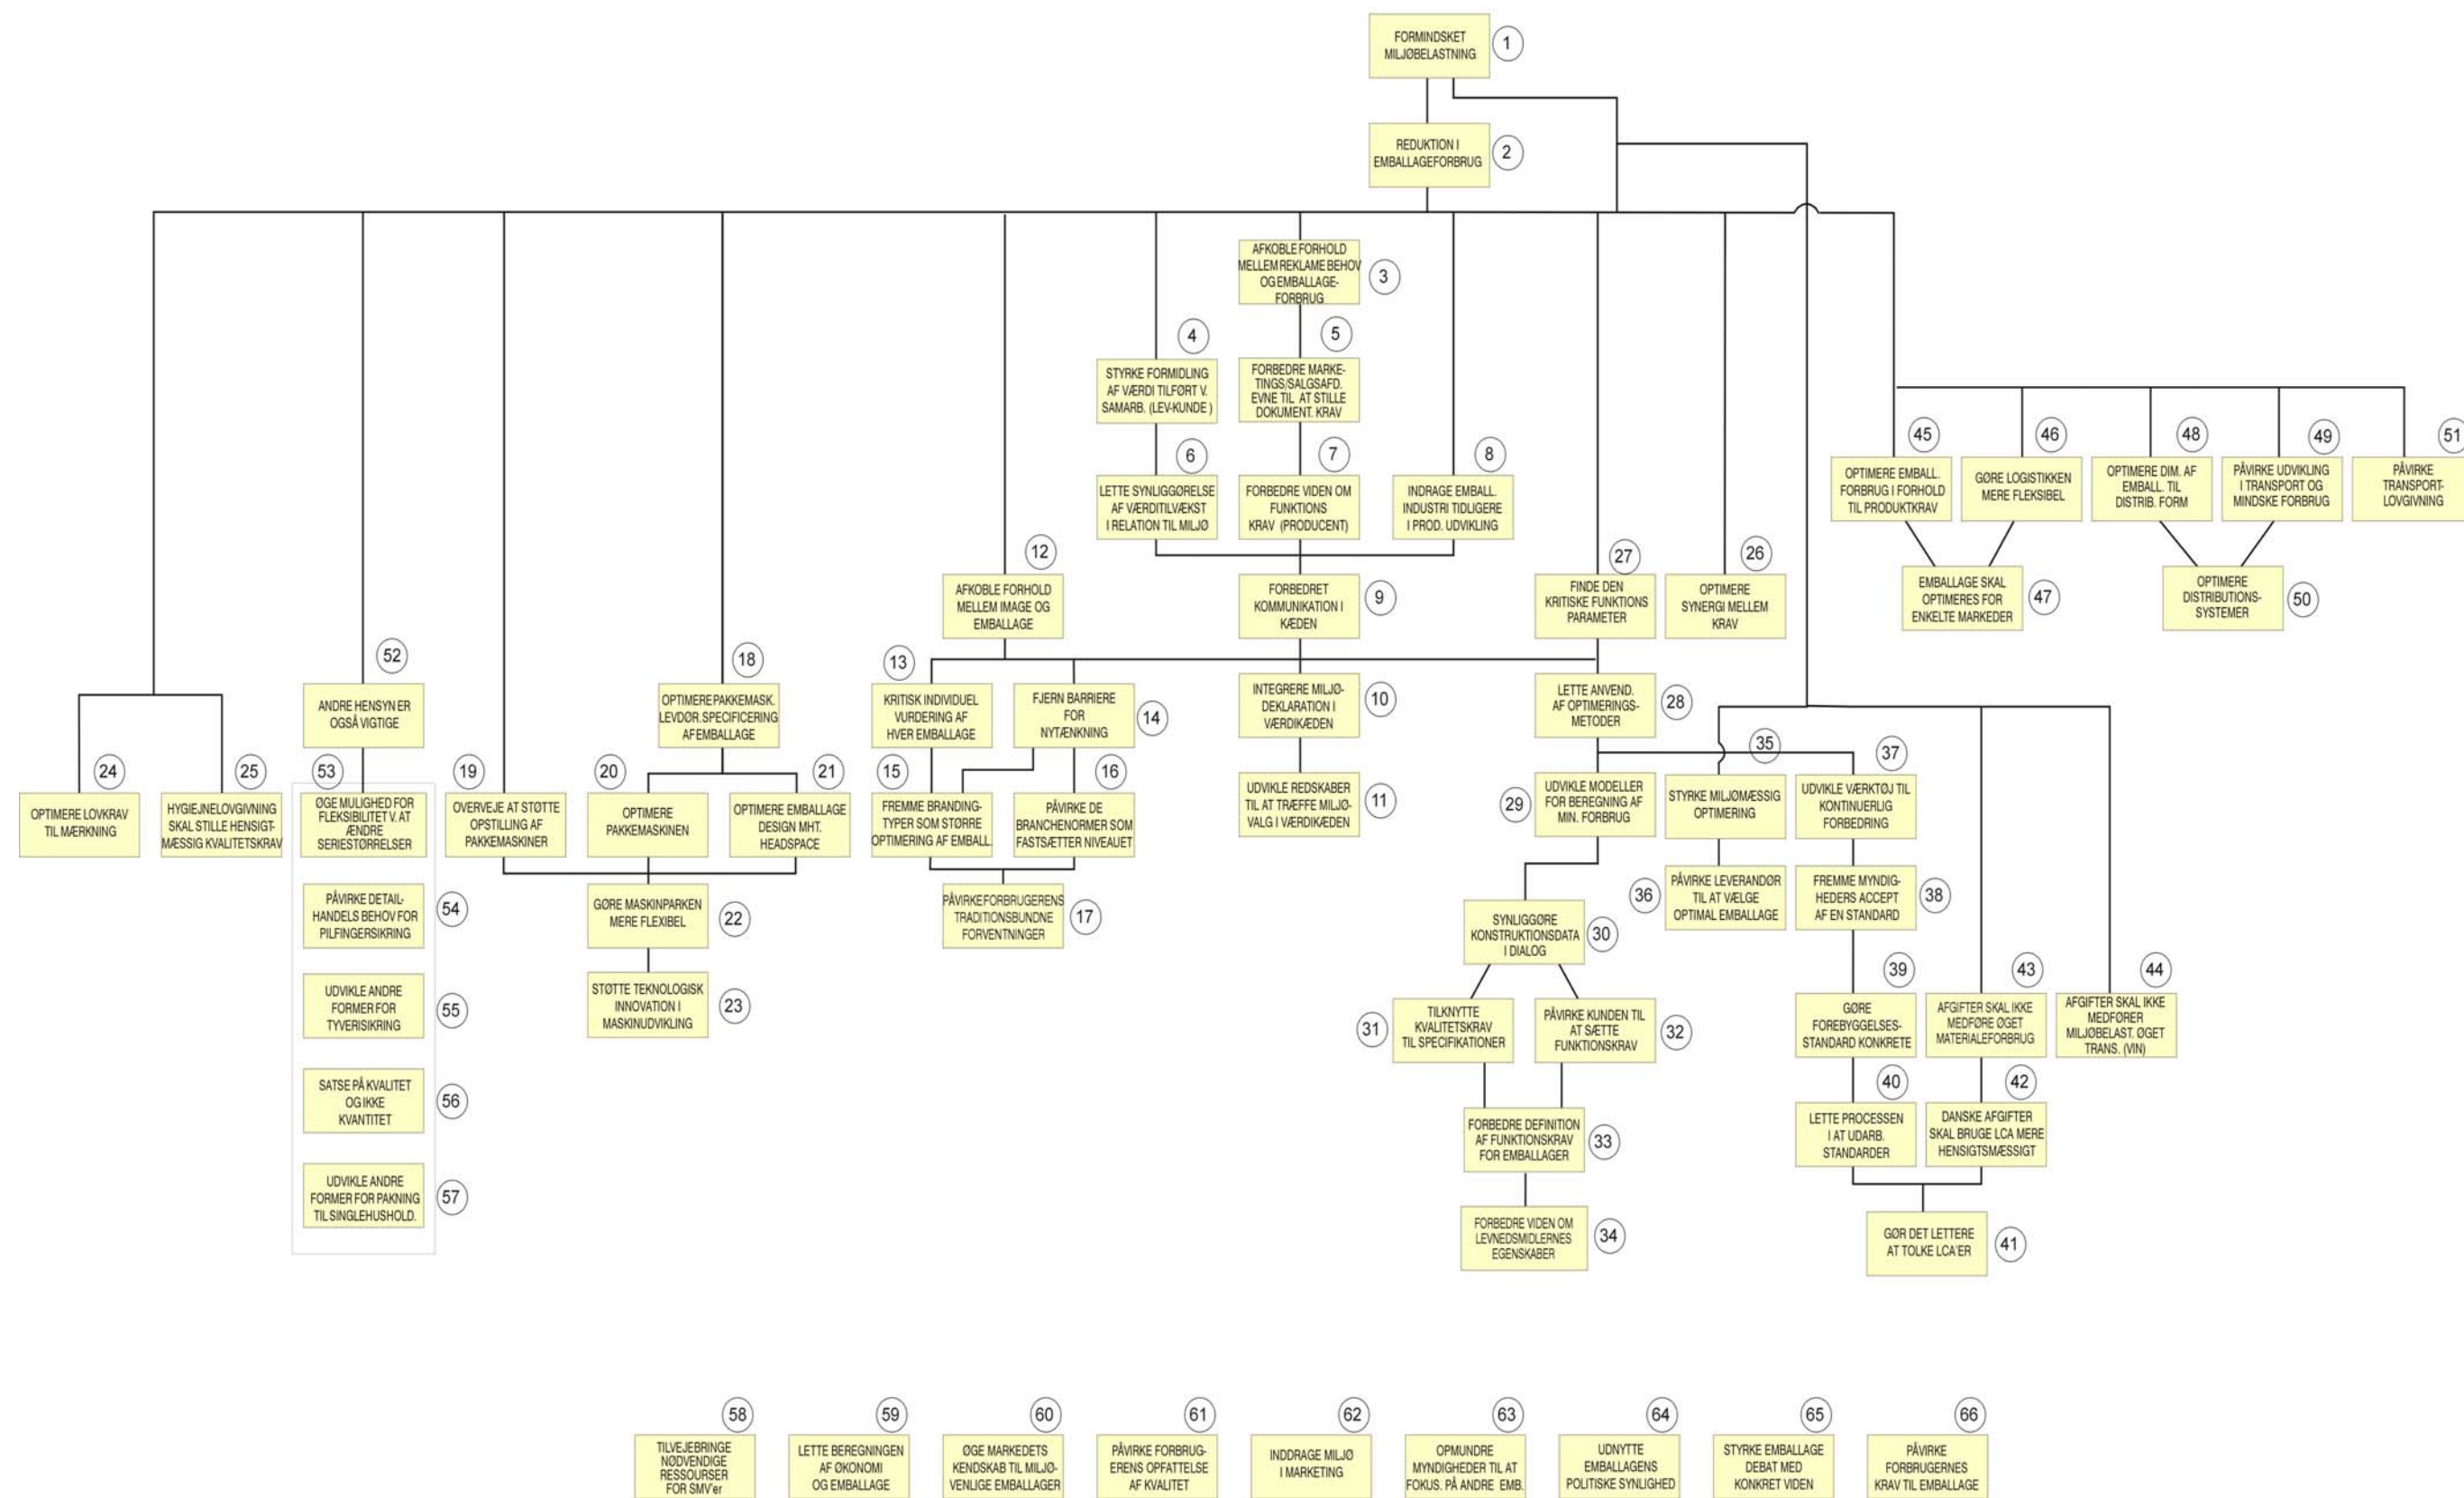 FORMINDSKET
MILJØBELASTNING
1
REDUKTION I
EMBALLAGEFORBRUG
2
AFKOBLE FORHOLD
MELLEM REKLAME BEHOV
OG EMBALLAGE-
FORBRUG
3
4
STYRKE FORMIDLING
AF VÆRDI TILFØRT V.
SAMARB. (LEV-KUNDE )
5
FORBEDRE MARKE-
TINGS/SALGSAFD.
EVNE TIL AT STILLE
DOKUMENT. KRAV
6
LETTE SYNLIGGØRELSE
AF VÆRDITILVÆKST
I RELATION TIL MILJØ
7
FORBEDRE VIDEN OM
FUNKTIONS
KRAV (PRODUCENT)
8
INDRAGE EMBALL.
INDUSTRI TIDLIGERE
I PROD. UDVIKLING
45
OPTIMERE EMBALL.
FORBRUG I FORHOLD
TIL PRODUKTKRAV
46
GØRE LOGISTIKKEN
MERE FLEKSIBEL
48
OPTIMERE DIM. AF
EMBALL. TIL
DISTRIB. FORM
49
PÅVIRKE UDVIKLING
I TRANSPORT OG
MINDSKE FORBRUG
51
PÅVIRKE
TRANSPORT-
LOVGIVNING
12
AFKOBLE FORHOLD
MELLEM IMAGE OG
EMBALLAGE
FORBEDRET
KOMMUNIKATION I
KÆDEN
9
27
FINDE DEN
KRITISKE FUNKTIONS
PARAMETER
26
OPTIMERE
SYNERGI MELLEM
KRAV
EMBALLAGE SKAL
OPTIMERES FOR
ENKELTE MARKEDER
47
OPTIMERE
DISTRIBUTIONS-
SYSTEMER
50
52
ANDRE HENSYN ER
OGSÅ VIGTIGE
18
OPTIMERE PAKKEMASK.
LEVDØR.SPECIFICERING
AF EMBALLAGE
13
KRITISK INDIVIDUEL
VURDERING AF
HVER EMBALLAGE
FJERN BARRIERE
FOR
NYTÆNKNING
14
INTEGRERE MILJØ-
DEKLARATION I
VÆRDIKÆDEN
10
LETTE ANVEND.
AF OPTIMERINGS-
METODER
28
24
OPTIMERE LOVKRAV
TIL MÆRKNING
25
HYGIEJNELOVGIVNING
SKAL STILLE HENSIGT-
MÆSSIG KVALITETSKRAV
53
ØGE MULIGHED FOR
FLEKSIBILITET V. AT
ÆNDRE
SERIESTØRRELSER
19
OVERVEJE AT STØTTE
OPSTILLING AF
PAKKEMASKINER
20
OPTIMERE
PAKKEMASKINEN
21
OPTIMERE EMBALLAGE
DESIGN MHT.
HEADSPACE
15
FREMME BRANDING-
TYPER SOM STØRRE
OPTIMERING AF EMBALL.
16
PÅVIRKE DE
BRANCHENORMER SOM
FASTSÆTTER NIVEAUET
UDVIKLE REDSKABER
TIL AT TRÆFFE MILJØ-
VALG I VÆRDIKÆDEN
11
29
UDVIKLE MODELLER
FOR BEREGNING AF
MIN. FORBRUG
35
STYRKE MILJØMÆSSIG
OPTIMERING
37
UDVIKLE VÆRKTØJ TIL
KONTINUERLIG
FORBEDRING
PÅVIRKE DETAIL-
HANDELS BEHOV FOR
PILFINGERSIKRING
54
GØRE MASKINPARKEN
MERE FLEXIBEL
22
PÅVIRKE FORBRUGERENS
TRADITIONSBUNDNE
FORVENTNINGER
17
36
PÅVIRKE LEVERANDØR
TIL AT VÆLGE
OPTIMAL EMBALLAGE
FREMME MYNDIG-
HEDERS ACCEPT
AF EN STANDARD
38
SYNLIGGØRE
KONSTRUKTIONSDATA
I DIALOG
30
UDVIKLE ANDRE
FORMER FOR
TYVERISIKRING
55
STØTTE TEKNOLOGISK
INNOVATION I
MASKINUDVIKLING
23
31
TILKNYTTE
KVALITETSKRAV
TIL SPECIFIKATIONER
PÅVIRKE KUNDEN TIL
AT SÆTTE
FUNKTIONSKRAV
32
39
GØRE
FOREBYGGELSES-
STANDARD KONKRETE
43
AFGIFTER SKAL IKKE
MEDFØRE ØGET
MATERIALEFORBRUG
44
AFGIFTER SKAL IKKE
MEDFØRER
MILJØBELAST. ØGET
TRANS. (VIN)
SATSE PÅ KVALITET
OG IKKE
KVANTITET
56
FORBEDRE DEFINITION
AF FUNKTIONSKRAV
FOR EMBALLAGER
33
40
LETTE PROCESSEN
I AT UDARB.
STANDARDER
42
DANSKE AFGIFTER
SKAL BRUGE LCA MERE
HENSIGTSMÆSSIGT
UDVIKLE ANDRE
FORMER FOR PAKNING
TIL SINGLEHUSHOLD.
57
FORBEDRE VIDEN OM
LEVNEDSMIDLERNES
EGENSKABER
34
GØR DET LETTERE
AT TOLKE LCA'ER
41
58
TILVEJEBRINGE
NØDVENDIGE
RESSOURSER
FOR SMV'er
59
LETTE BEREGNINGEN
AF ØKONOMI
OG EMBALLAGE
60
ØGE MARKEDETS
KENDSKAB TIL MILJØ-
VENLIGE EMBALLAGER
61
PÅVIRKE FORBRUG-
ERENS OPFATTELSE
AF KVALITET
62
INDDRAGE MILJØ
I MARKETING
63
OPMUNDRE
MYNDIGHEDER TIL AT
FOKUS. PÅ ANDRE EMB.
64
UDNYTTE
EMBALLAGENS
POLITISKE SYNLIGHED
65
STYRKE EMBALLAGE
DEBAT MED
KONKRET VIDEN
66
PÅVIRKE
FORBRUGERNES
KRAV TIL EMBALLAGE